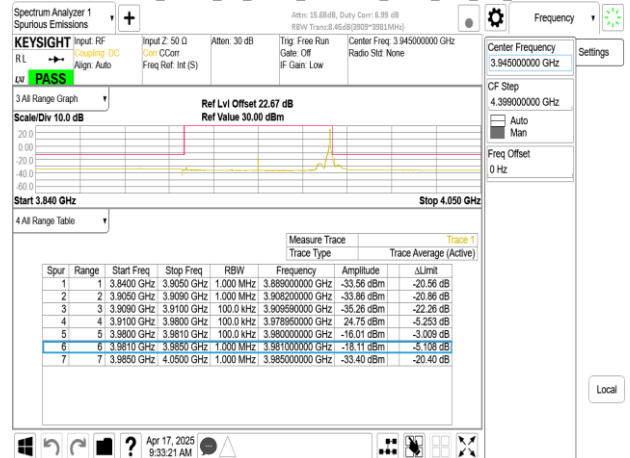 Spectrum Analyzer 1
Spurious Emissions
Attn: 15.68dB, Duty Corr: 6.99 dB
RBW Trans:8.45dB(3909~3981MHz)
Frequency
KEYSIGHT
R L
PASS
Input: RF
Coupling: DC
Align: Auto
Input Z: 50 Ω
Corr CCorr
Freq Ref: Int (S)
Atten: 30 dB
Trig: Free Run
Gate: Off
IF Gain: Low
Center Freq: 3.945000000 GHz
Radio Std: None
Center Frequency
3.945000000 GHz
Settings
CF Step
4.399000000 GHz
Auto
Man
Freq Offset
0 Hz
3 All Range Graph
Ref Lvl Offset 22.67 dB
Scale/Div 10.0 dB
Ref Value 30.00 dBm
20.0
0.00
-20.0
-40.0
-60.0
Start 3.840 GHz
Stop 4.050 GHz
4 All Range Table
Measure Trace Trace 1
Trace Type Trace Average (Active)
Spur Range Start Freq Stop Freq RBW Frequency Amplitude ΔLimit
1 1 3.8400 GHz 3.9050 GHz 1.000 MHz 3.889000000 GHz -33.56 dBm -20.56 dB
2 2 3.9050 GHz 3.9090 GHz 1.000 MHz 3.908200000 GHz -33.86 dBm -20.86 dB
3 3 3.9090 GHz 3.9100 GHz 100.0 kHz 3.909590000 GHz -35.26 dBm -22.26 dB
4 4 3.9100 GHz 3.9800 GHz 100.0 kHz 3.978950000 GHz 24.75 dBm -5.253 dB
5 5 3.9800 GHz 3.9810 GHz 100.0 kHz 3.980000000 GHz -16.01 dBm -3.009 dB
6 6 3.9810 GHz 3.9850 GHz 1.000 MHz 3.981000000 GHz -18.11 dBm -5.108 dB
7 7 3.9850 GHz 4.0500 GHz 1.000 MHz 3.985000000 GHz -33.40 dBm -20.40 dB
Local
Apr 17, 2025
9:33:21 AM